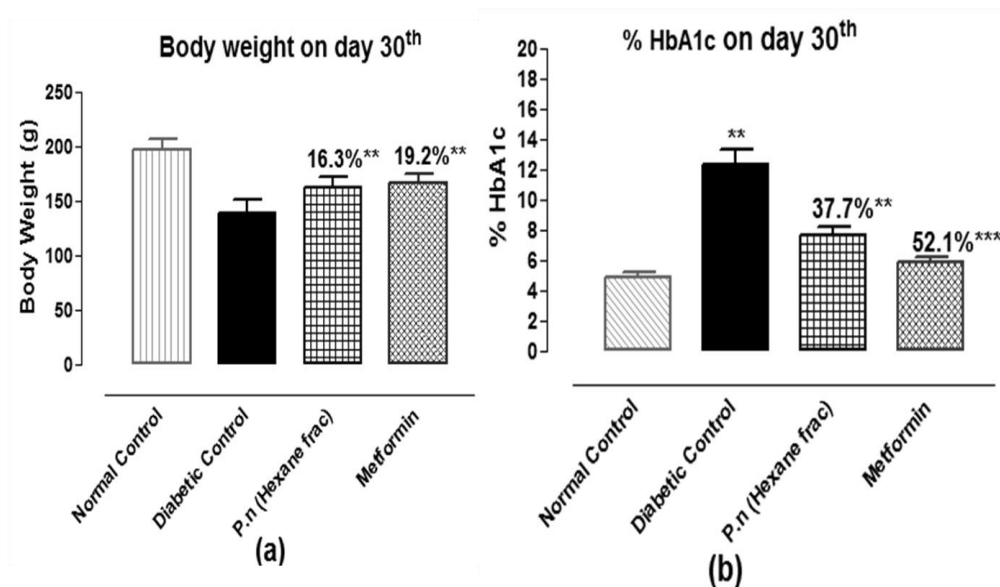 Body weight on day 30th
Body Weight (g)
250
200
150
100
50
0
16.3%**
19.2%**
Normal Control
Diabetic Control
P.n (Hexane frac)
Metformin
(a)
% HbA1c on day 30th
% HbA1c
20
18
16
14
12
10
8
6
4
2
0
**
37.7%**
52.1%***
Normal Control
Diabetic Control
P.n (Hexane frac)
Metformin
(b)